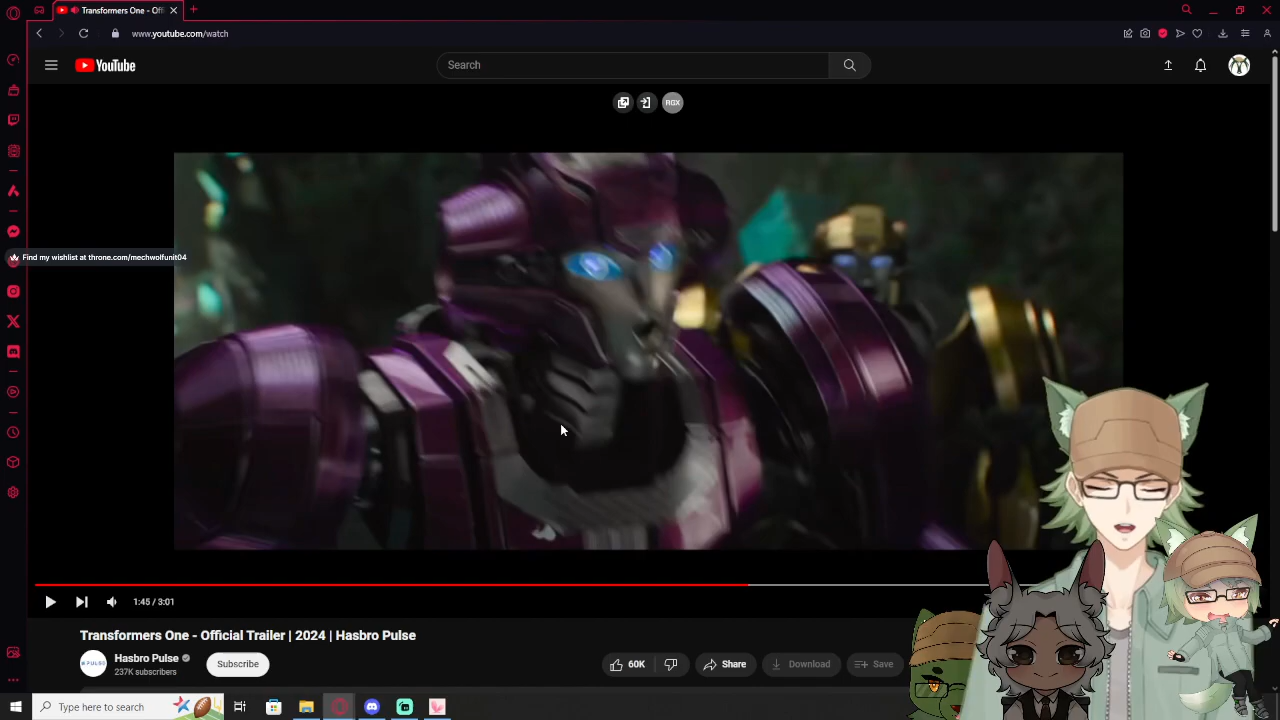 Transformers One - Offi
www.youtube.com/watch
YouTube
Search
RGX
Find my wishlist at throne.com/mechwolfunit04
1:45 / 3:01
Transformers One - Official Trailer | 2024 | Hasbro Pulse
Hasbro Pulse
237K subscribers
Subscribe
60K
Share
Download
Save
Type here to search